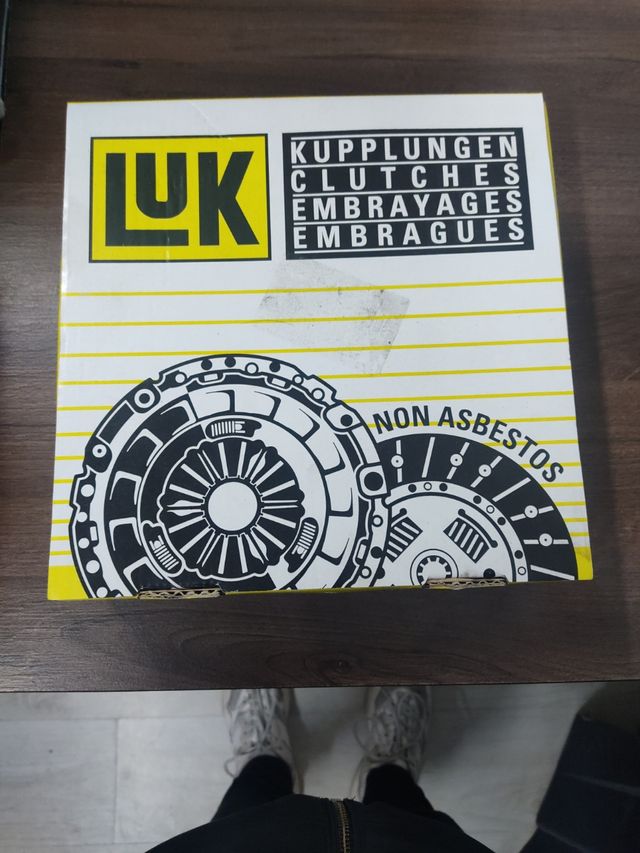 LUK
KUPPLUNGEN
CLUTCHES
EMBRAYAGES
EMBRAGUES
NON ASBESTOS